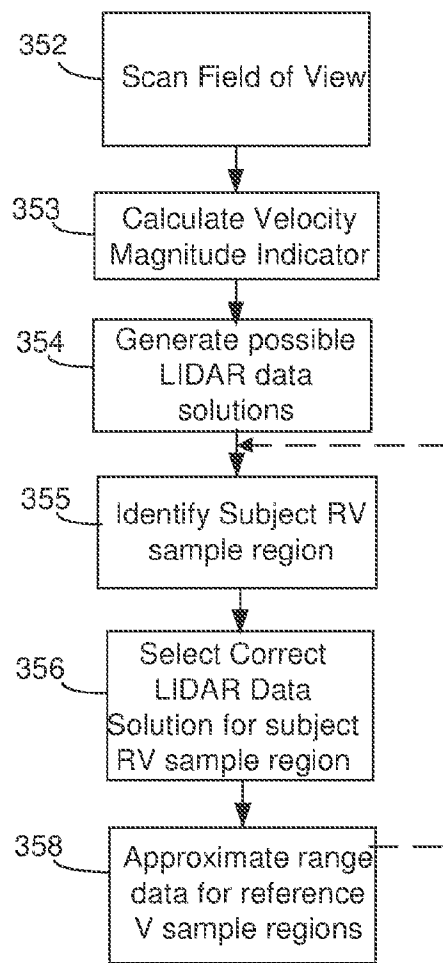 352
Scan Field of View
353
Calculate Velocity
Magnitude Indicator
354
Generate possible
LIDAR data
solutions
355
Identify Subject RV
sample region
356
Select Correct
LIDAR Data
Solution for subject
RV sample region
358
Approximate range
data for reference
V sample regions